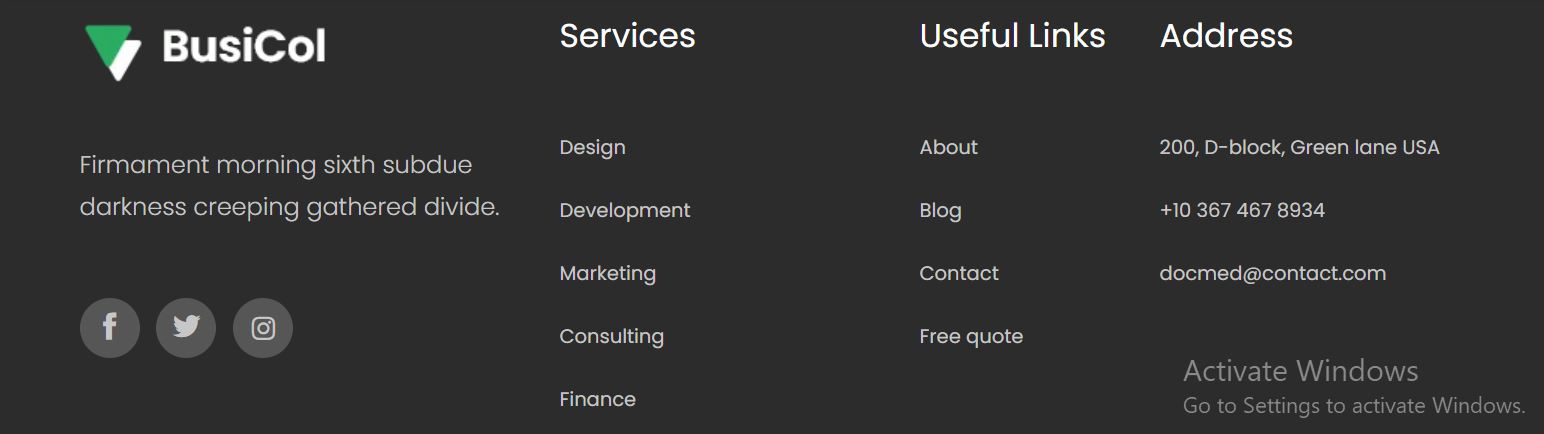 BusiCol
Firmament morning sixth subdue
darkness creeping gathered divide.
Services
Design
Development
Marketing
Consulting
Finance
Useful Links
About
Blog
Contact
Free quote
Address
200, D-block, Green lane USA
+10 367 467 8934
docmed@contact.com
Activate Windows
Go to Settings to activate Windows.